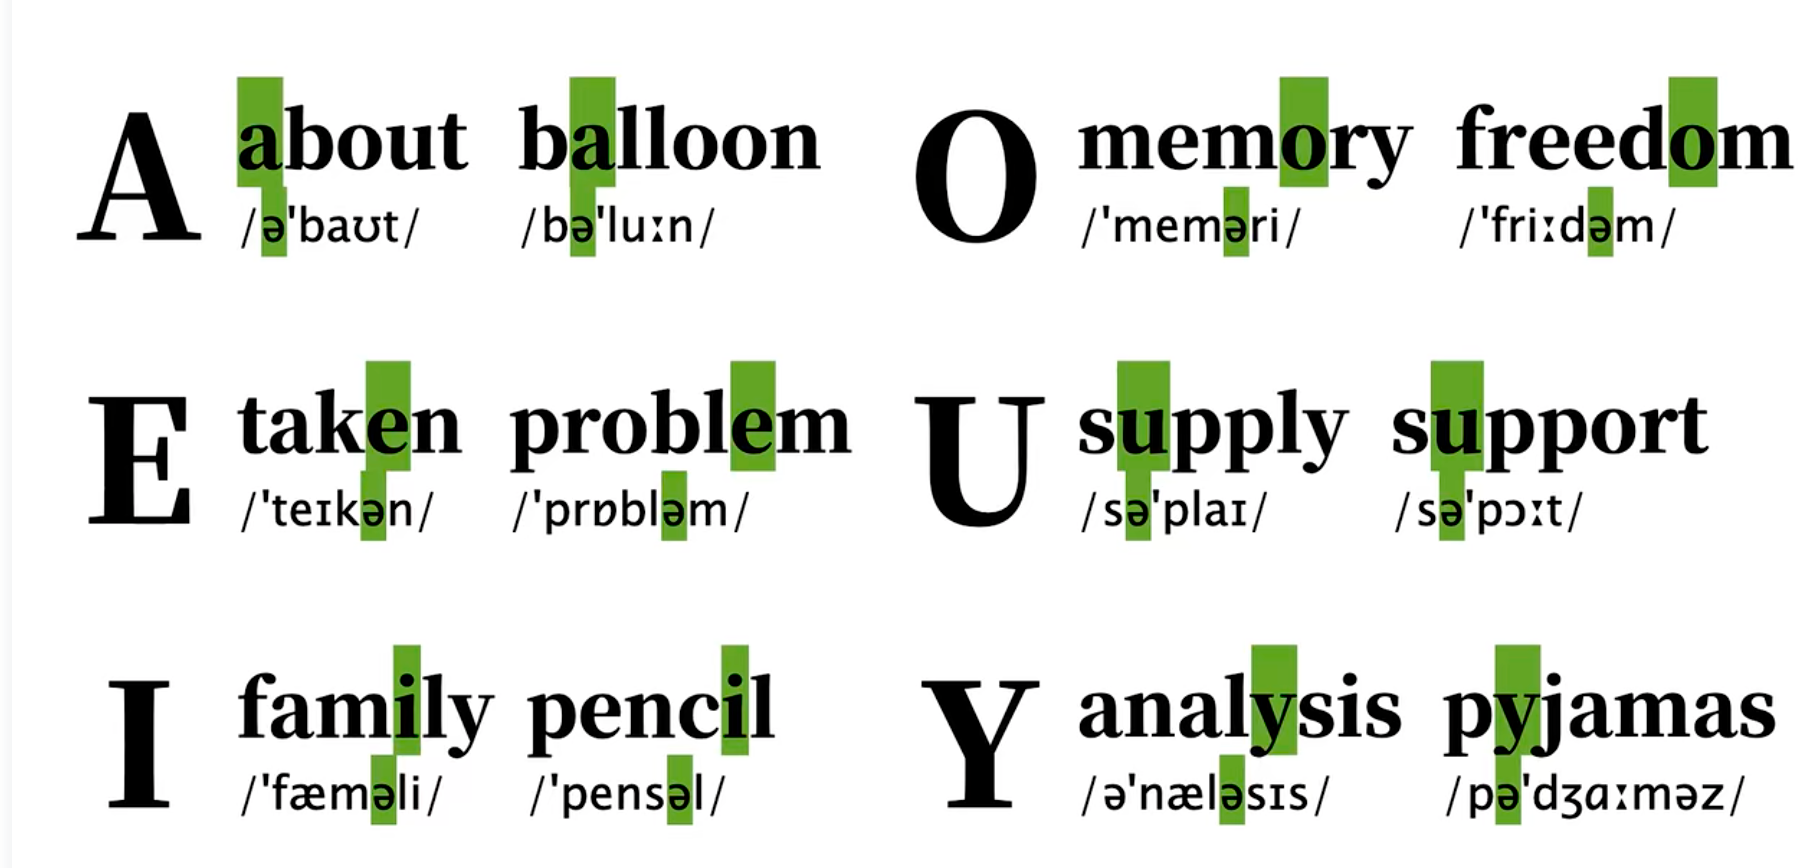 A about balloon
/ə'baʊt/ /bə'luːn/
O memory freedom
/'meməri/ /'friːdəm/
E taken problem
/'teɪkən/ /'prɒbləm/
U supply support
/sə'plaɪ/ /sə'pɔːt/
I family pencil
/'fæməli/ /'pensəl/
Y analysis pyjamas
/ə'næləsɪs/ /pə'dʒɑːməz/